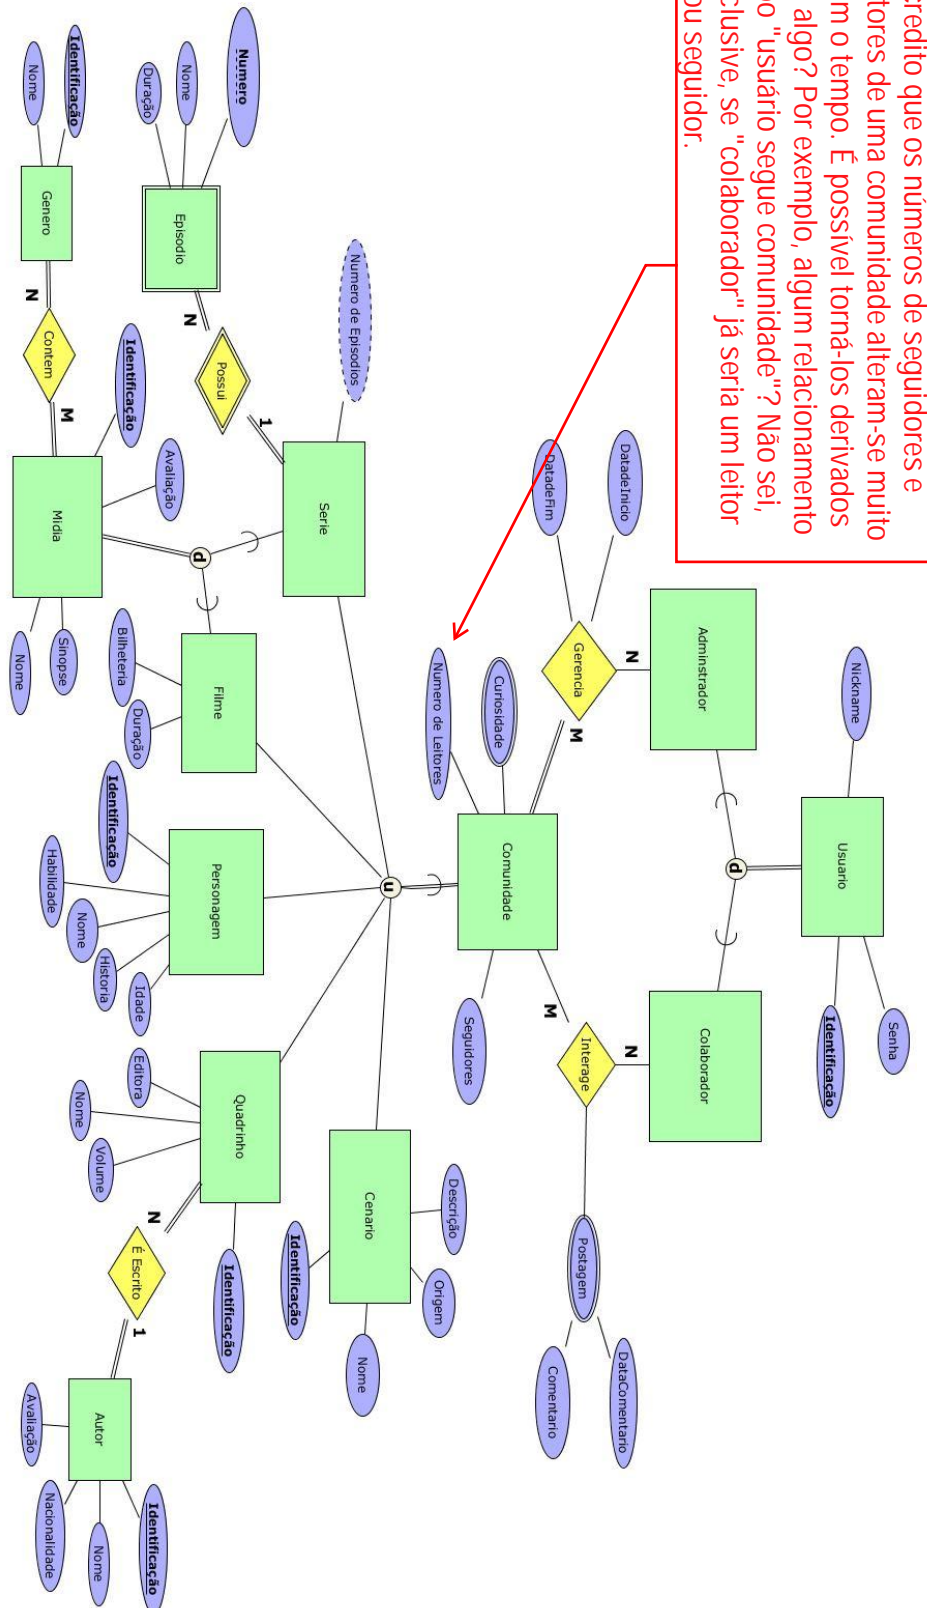 credito que os números de seguidores e
tores de uma comunidade alteram-se muito
m o tempo. É possível torná-los derivados
algo? Por exemplo, algum relacionamento
o "usuário segue comunidade"? Não sei,
clusive, se "colaborador" já seria um leitor
ou seguidor.
Nickname
Usuario
Senha
Identificação
d
Adminstrador
Colaborador
N
N
DatadeInicio
DatadeFim
Gerencia
M
Interage
M
Postagem
DataComentario
Comentario
Curiosidade
Numero de Leitores
Comunidade
Seguidores
u
Numero de Episodios
Serie
Cenario
Descrição
Origem
Identificação
Nome
Numero
Nome
Duração
Episodio
N
Possui
1
d
Filme
Bilheteria
Duração
Personagem
Identificação
Habilidade
Nome
Historia
Idade
Quadrinho
Editora
Nome
Volume
Identificação
N
É Escrito
1
Autor
Avaliação
Nacionalidade
Nome
Identificação
Identificação
Nome
Genero
N
Contem
M
Identificação
Avaliação
Midia
Sinopse
Nome